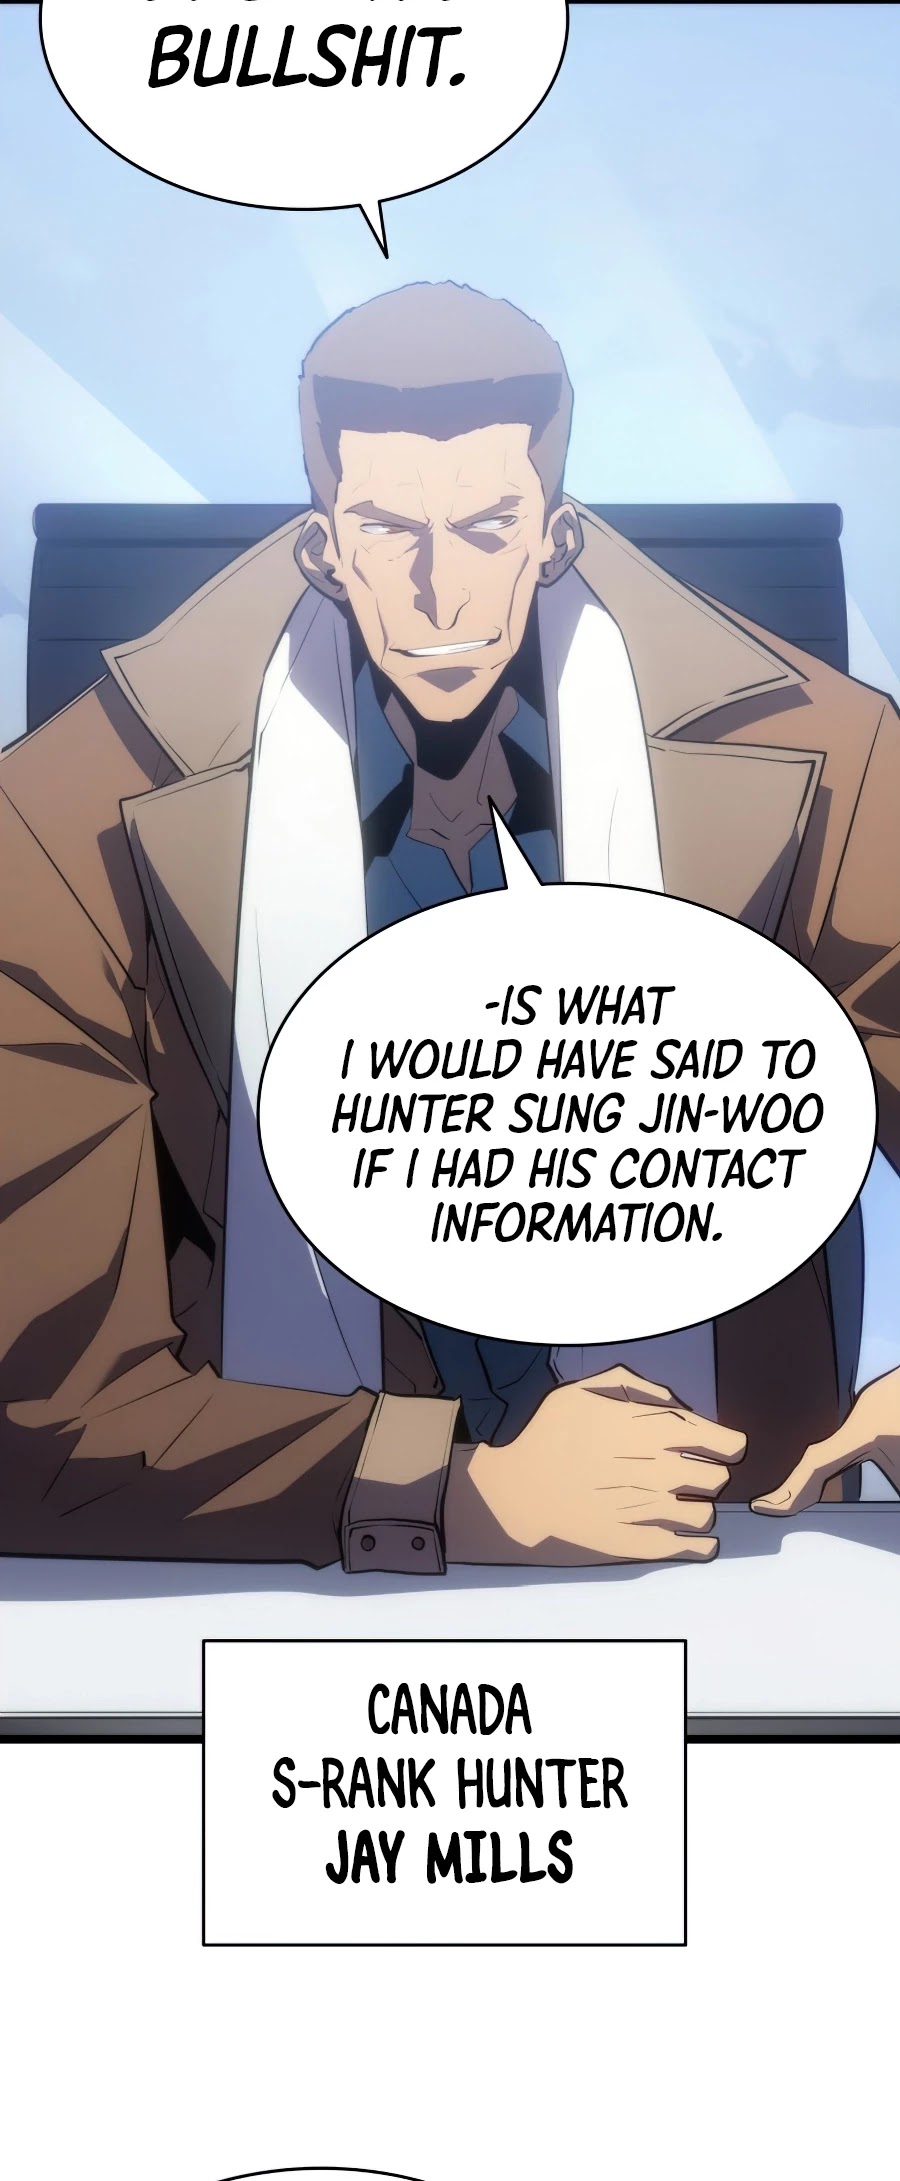 BULLSHIT.
-IS WHAT
I WOULD HAVE SAID TO
HUNTER SUNG JIN-WOO
IF I HAD HIS CONTACT
INFORMATION.
CANADA
S-RANK HUNTER
JAY MILLS